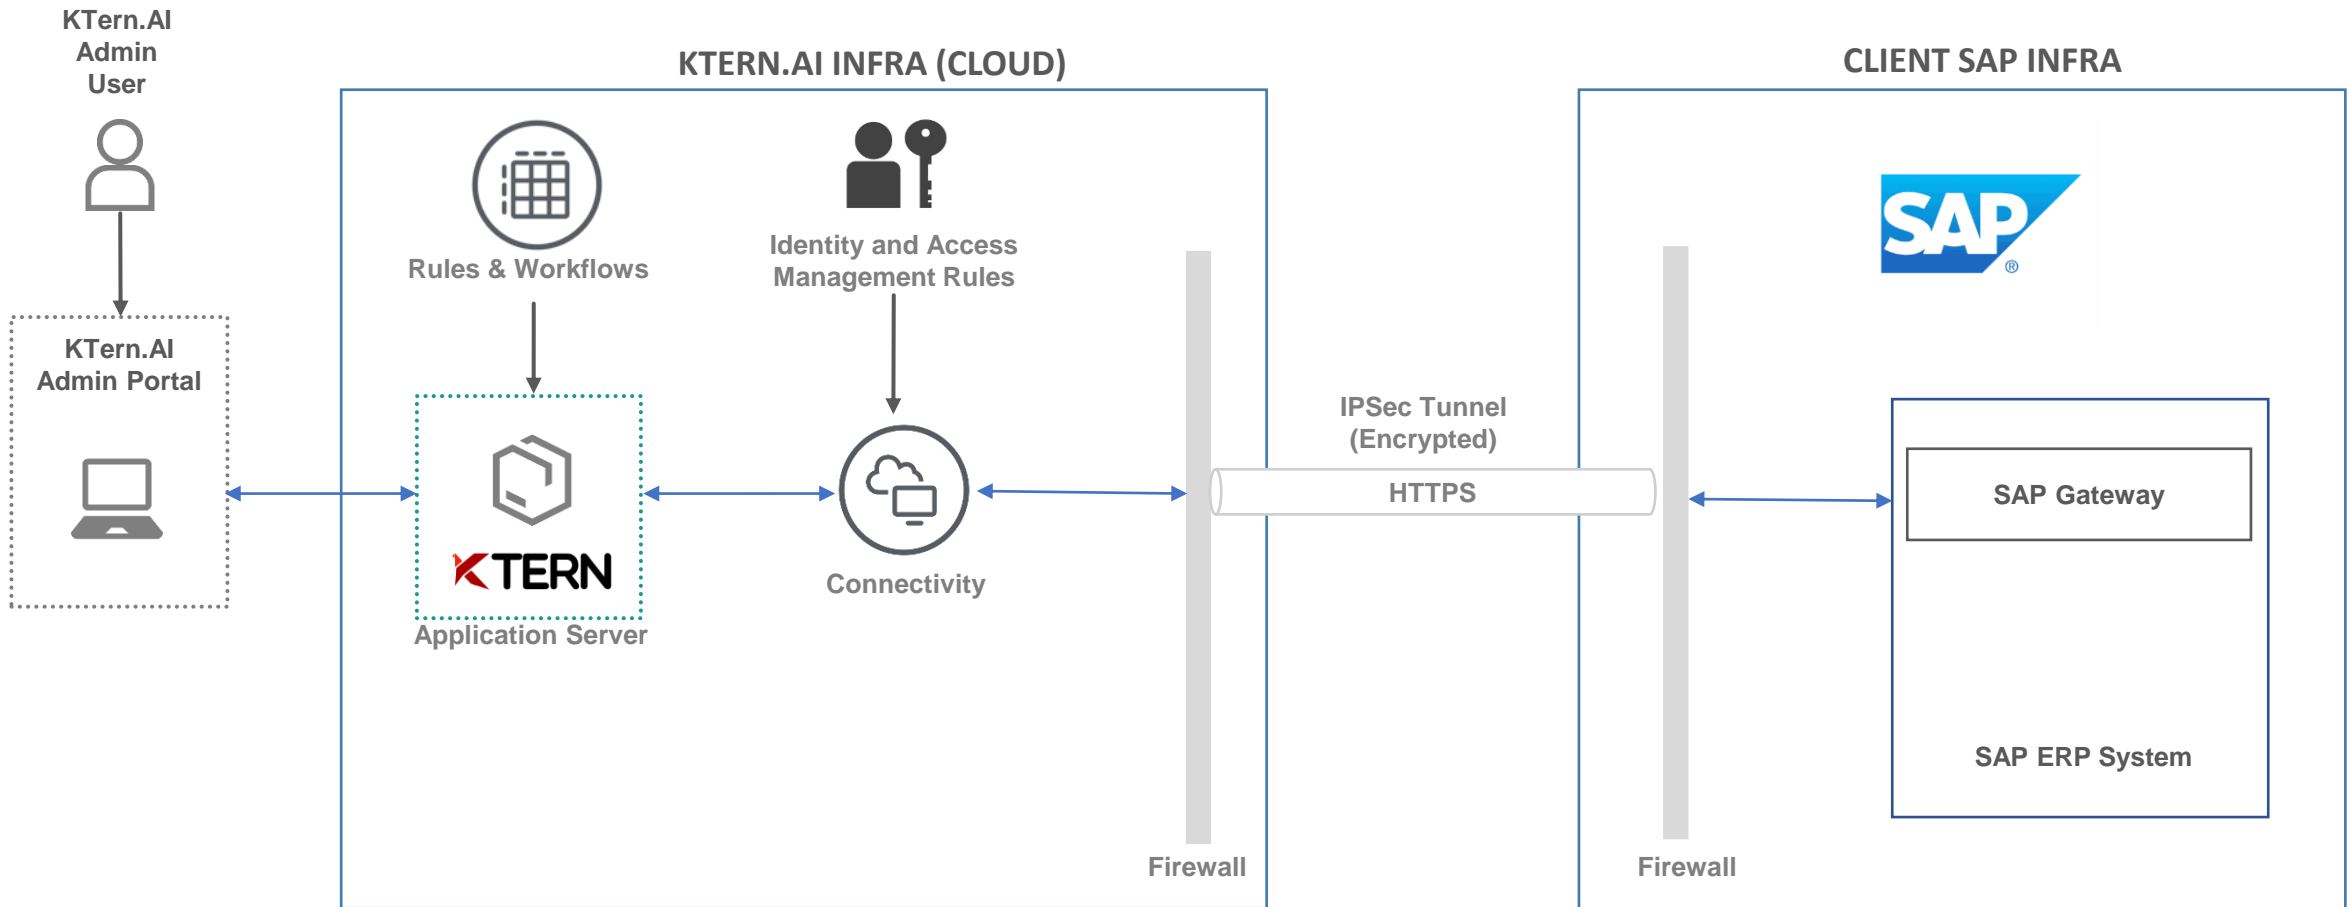 KTern.AI
Admin
User
KTERN.AI INFRA (CLOUD)
CLIENT SAP INFRA
Rules & Workflows
Identity and Access
Management Rules
SAP
®
KTern.AI
Admin Portal
IPSec Tunnel
(Encrypted)
HTTPS
SAP Gateway
KTERN
Connectivity
Application Server
SAP ERP System
Firewall
Firewall